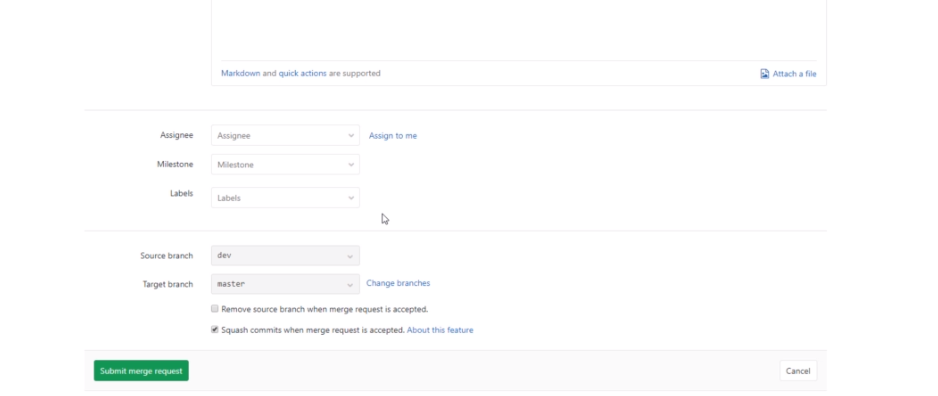 Markdown and quick actions are supported Attach a file
Assignee Assignee Assign to me
Milestone Milestone
Labels Labels
Source branch dev
Target branch master Change branches
Remove source branch when merge request is accepted.
Squash commits when merge request is accepted. About this feature
Submit merge request Cancel